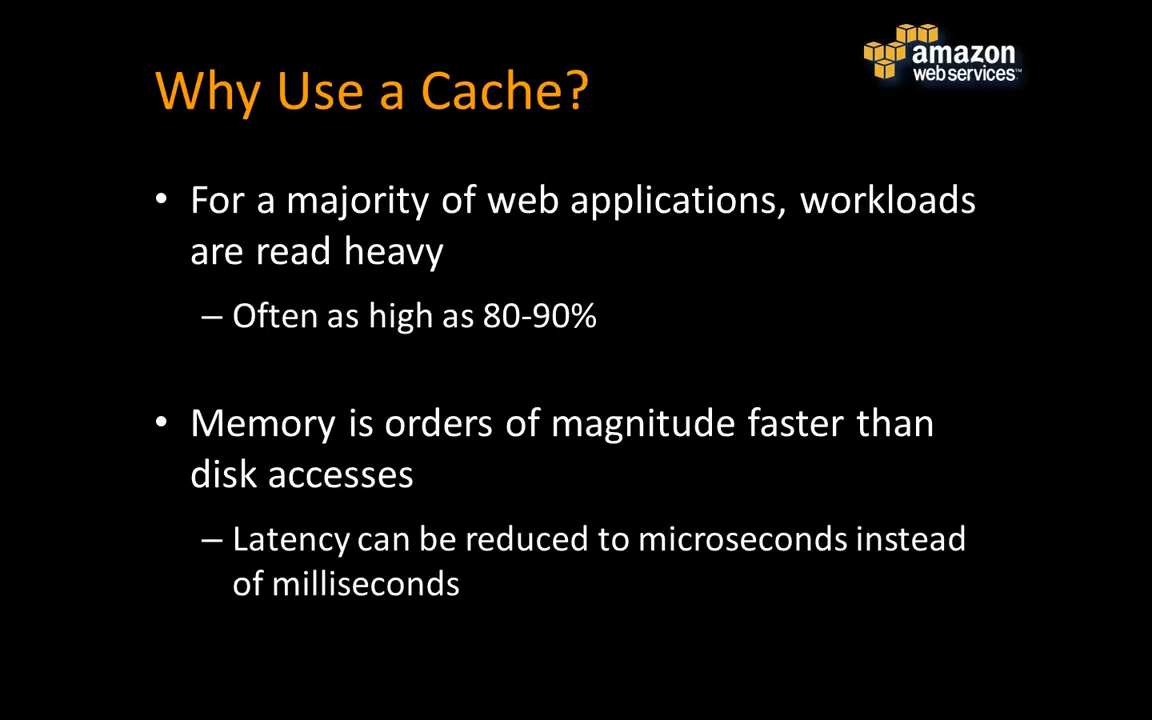 amazon
web services™
Why Use a Cache?
• For a majority of web applications, workloads
are read heavy
– Often as high as 80-90%
• Memory is orders of magnitude faster than
disk accesses
– Latency can be reduced to microseconds instead
of milliseconds